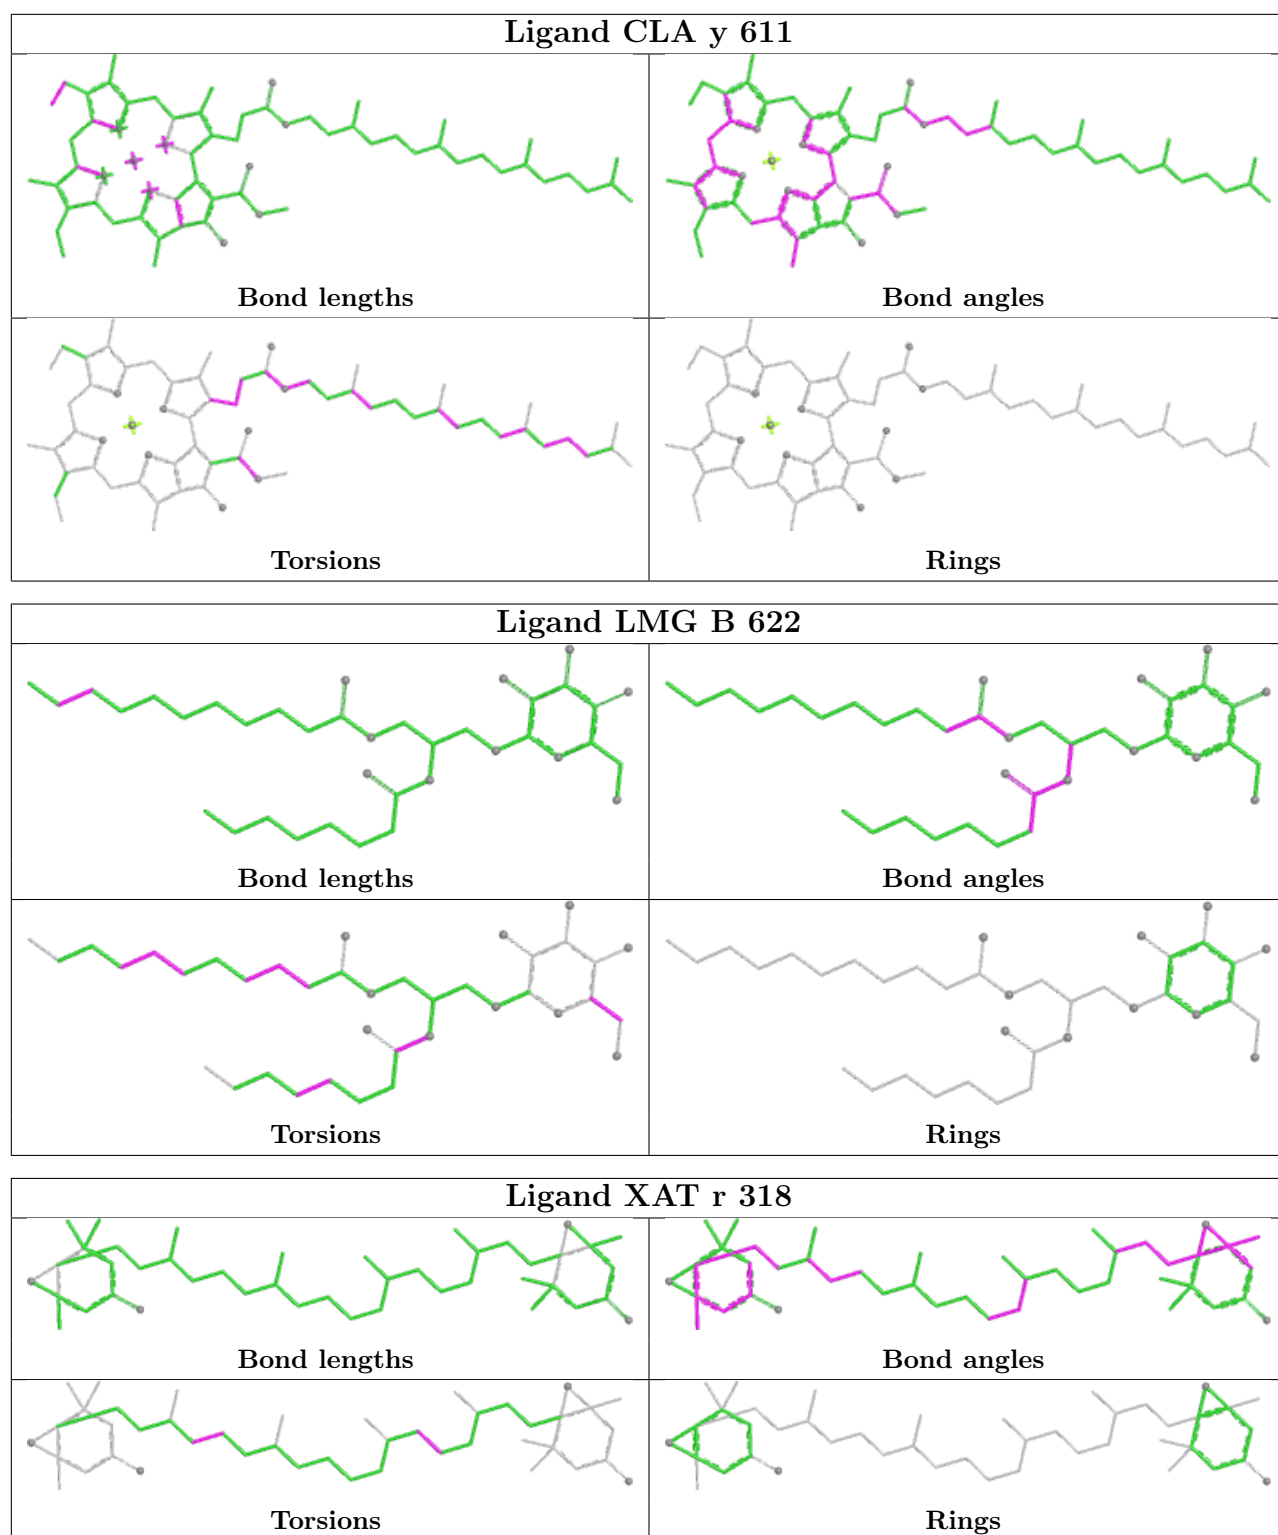 Ligand CLA y 611
Bond lengths
Bond angles
Torsions
Rings
Ligand LMG B 622
Bond lengths
Bond angles
Torsions
Rings
Ligand XAT r 318
Bond lengths
Bond angles
Torsions
Rings